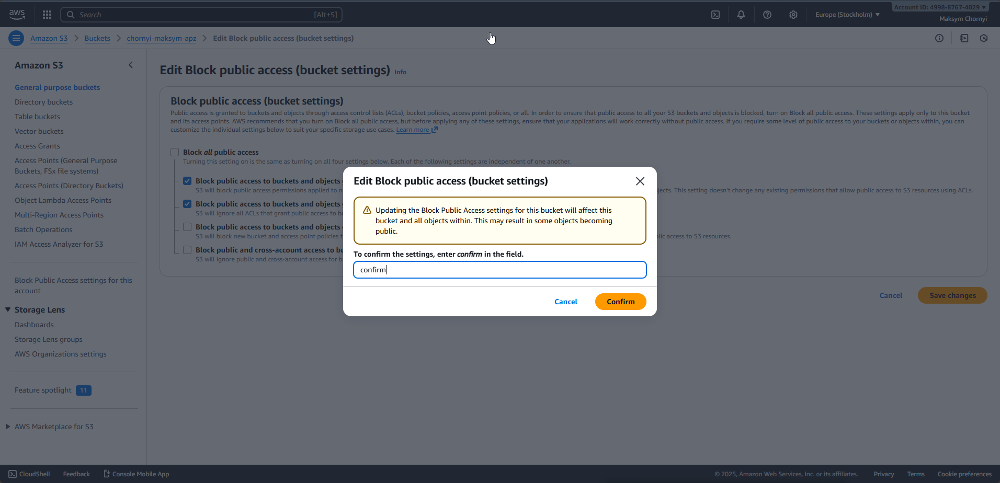 aws
Search
[Alt+S]
Europe (Stockholm)
Account ID: 4998-8767-4029
Maksym Chornyi
Amazon S3
Buckets
chornyi-maksym-apz
Edit Block public access (bucket settings)
Amazon S3
General purpose buckets
Directory buckets
Table buckets
Vector buckets
Access Grants
Access Points (General Purpose
Buckets, FSx file systems)
Access Points (Directory Buckets)
Object Lambda Access Points
Multi-Region Access Points
Batch Operations
IAM Access Analyzer for S3
Block Public Access settings for this
account
Storage Lens
Dashboards
Storage Lens groups
AWS Organizations settings
Feature spotlight 11
AWS Marketplace for S3
Edit Block public access (bucket settings) Info
Block public access (bucket settings)
Public access is granted to buckets and objects through access control lists (ACLs), bucket policies, access point policies, or all. In order to ensure that public access to all your S3 buckets and objects is blocked, turn on Block all public access. These settings apply only to this bucket
and its access points. AWS recommends that you turn on Block all public access, but before applying any of these settings, ensure that your applications will work correctly without public access. If you require some level of public access to your buckets or objects within, you can
customize the individual settings below to suit your specific storage use cases. Learn more
Block all public access
Turning this setting on is the same as turning on all four settings below. Each of the following settings are independent of one another.
Block public access to buckets and objects
S3 will block public access permissions applied to
jects. This setting doesn't change any existing permissions that allow public access to S3 resources using ACLs.
Block public access to buckets and objects
S3 will ignore all ACLs that grant public access to
Block public access to buckets and objects
S3 will block new bucket and access point policies
lic access to S3 resources.
Block public and cross-account access to
S3 will ignore public and cross-account access for
Cancel
Save changes
Edit Block public access (bucket settings)
Updating the Block Public Access settings for this bucket will affect this
bucket and all objects within. This may result in some objects becoming
public.
To confirm the settings, enter confirm in the field.
confirm
Cancel
Confirm
CloudShell
Feedback
Console Mobile App
© 2025, Amazon Web Services, Inc. or its affiliates.
Privacy
Terms
Cookie preferences